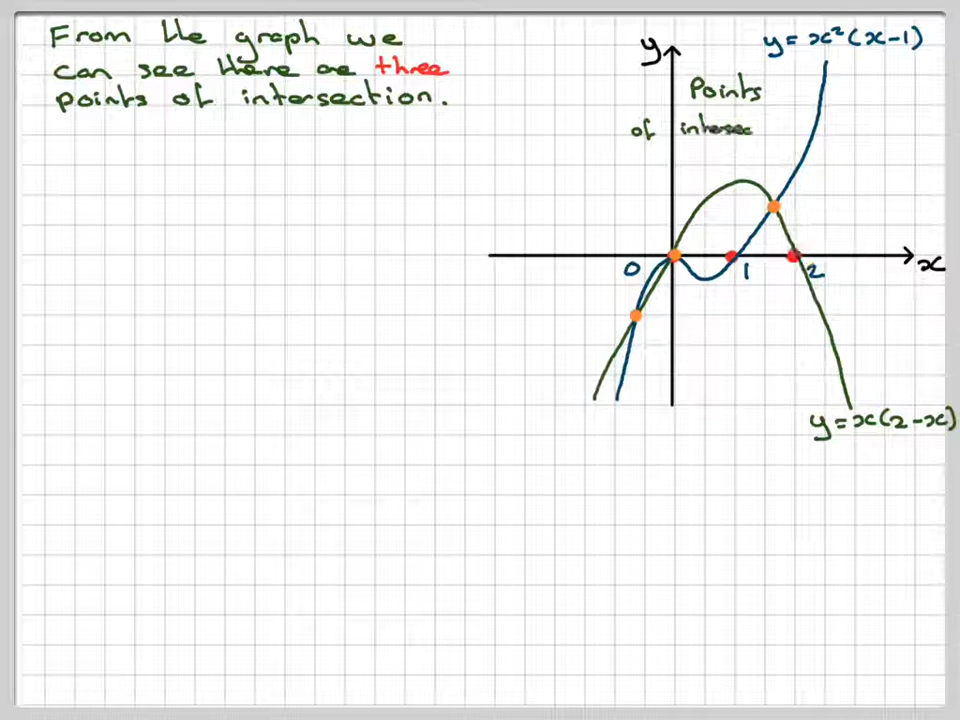 From the graph we
can see there are three
points of intersection.
y = x²(x-1)
y
Points
of intersec
0
1
2
x
y = x(2-x)